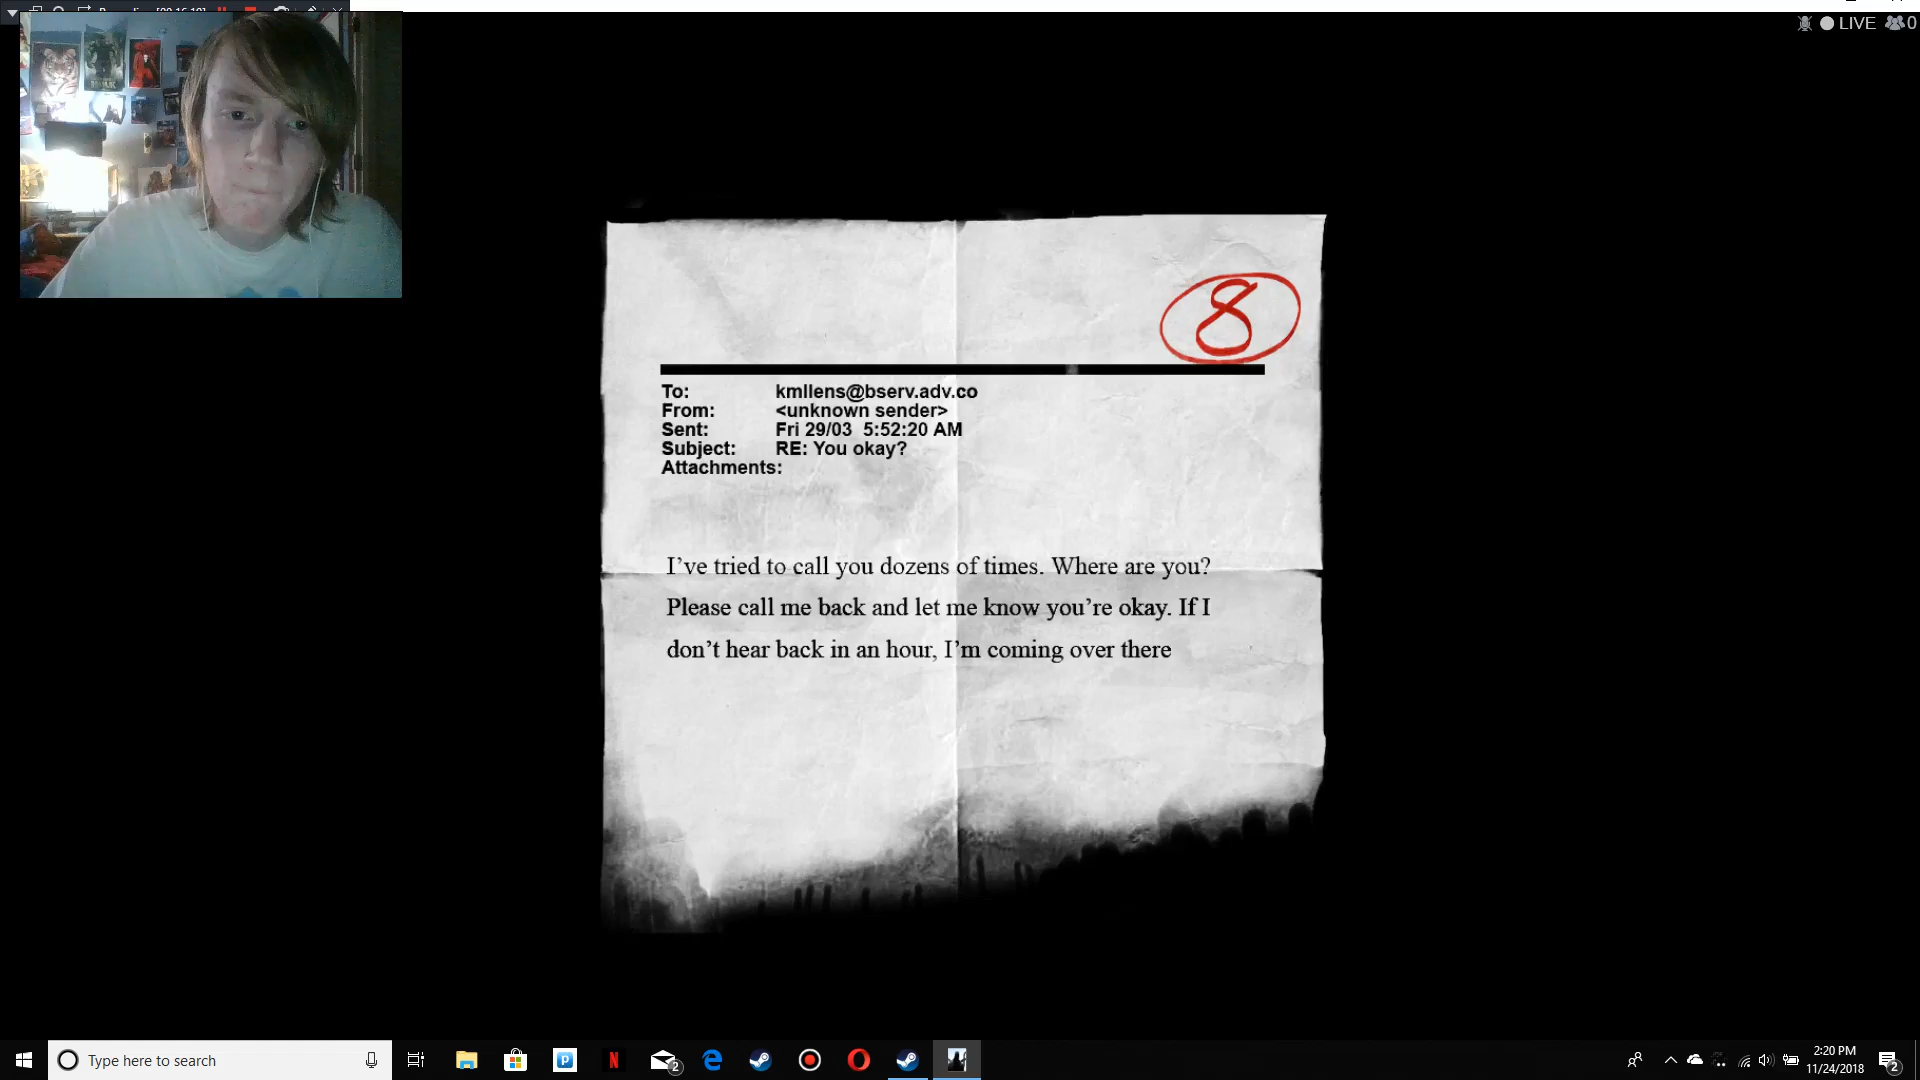 LIVE 0
8
To: kmllens@bserv.adv.co
From: <unknown sender>
Sent: Fri 29/03 5:52:20 AM
Subject: RE: You okay?
Attachments:
I’ve tried to call you dozens of times. Where are you?
Please call me back and let me know you’re okay. If I
don’t hear back in an hour, I’m coming over there
Type here to search
2
2:20 PM
11/24/2018
2